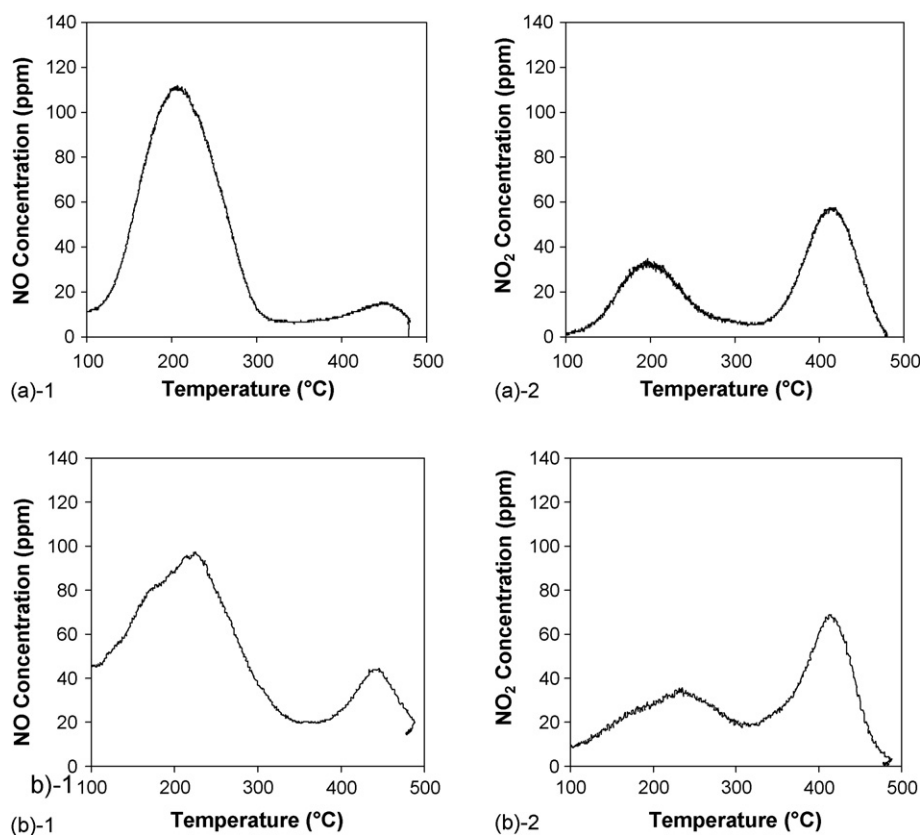 NO Concentration (ppm)
140
120
100
80
60
40
20
0
100 200 300 400 500
Temperature (°C)
(a)-1
NO₂ Concentration (ppm)
140
120
100
80
60
40
20
0
100 200 300 400 500
Temperature (°C)
(a)-2
NO Concentration (ppm)
140
120
100
80
60
40
20
0
b)-1
100 200 300 400 500
Temperature (°C)
(b)-1
NO₂ Concentration (ppm)
140
120
100
80
60
40
20
0
100 200 300 400 500
Temperature (°C)
(b)-2